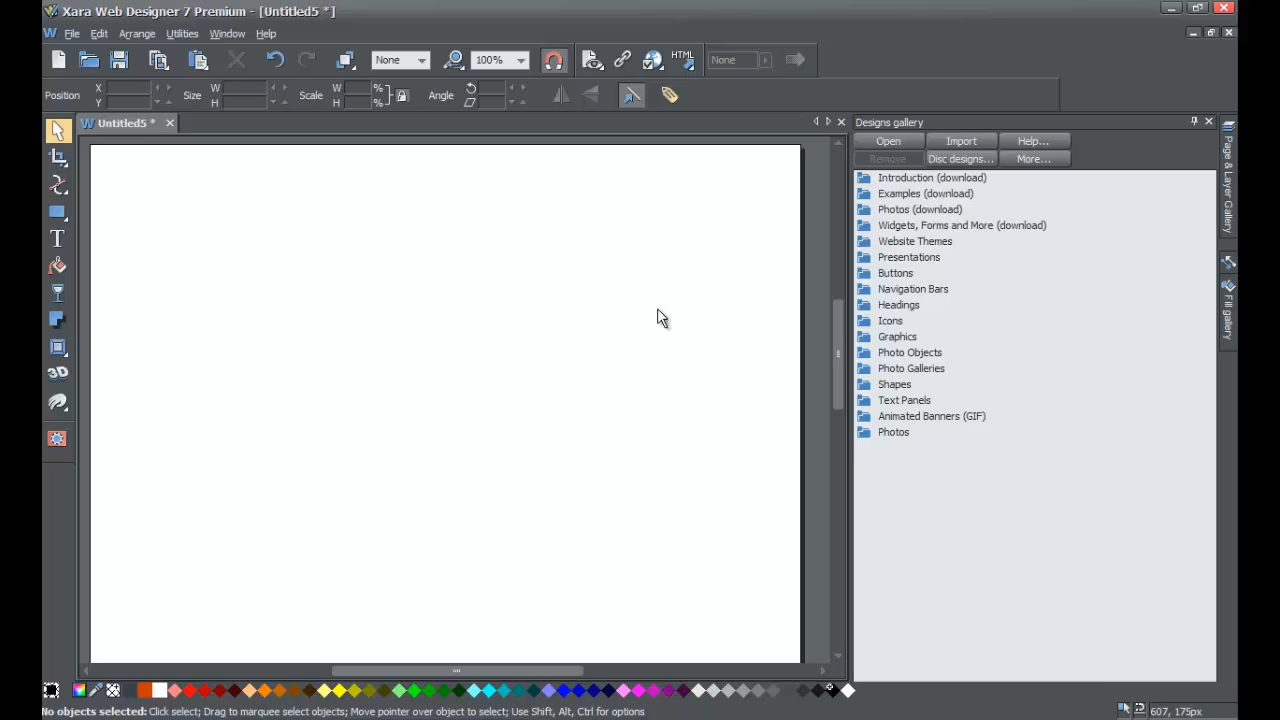 Xara Web Designer 7 Premium - [Untitled5 *]
File Edit Arrange Utilities Window Help
None 100% HTML None
Position X Y Size W H Scale W H % % Angle
Untitled5 *
Designs gallery
Open Import Help...
Remove Disc designs... More...
Introduction (download)
Examples (download)
Photos (download)
Widgets, Forms and More (download)
Website Themes
Presentations
Buttons
Navigation Bars
Headings
Icons
Graphics
Photo Objects
Photo Galleries
Shapes
Text Panels
Animated Banners (GIF)
Photos
Page & Layer Gallery
Fill gallery
T
3D
No objects selected: Click select; Drag to marquee select objects; Move pointer over object to select; Use Shift, Alt, Ctrl for options
607, 175px